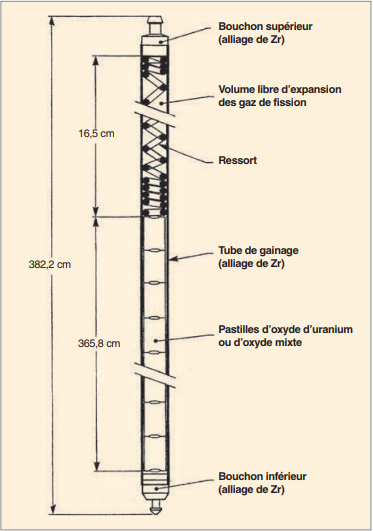 Bouchon supérieur
(alliage de Zr)
Volume libre d'expansion
des gaz de fission
16,5 cm
Ressort
Tube de gainage
(alliage de Zr)
382,2 cm
Pastilles d'oxyde d'uranium
ou d'oxyde mixte
365,8 cm
Bouchon inférieur
(alliage de Zr)